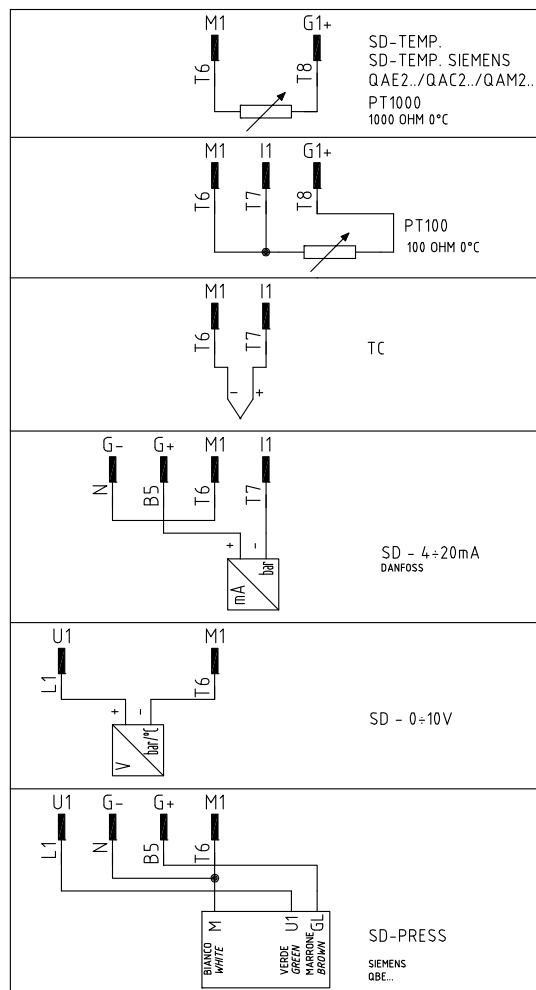 M1 G1+
T6 T8
SD-TEMP.
SD-TEMP. SIEMENS
QAE2../QAC2../QAM2..
PT1000
1000 OHM 0°C
M1 I1 G1+
T6 T7 T8
PT100
100 OHM 0°C
M1 I1
T6 T7
- +
TC
G- G+ M1 I1
N B5 T6 T7
+ -
mA bar
SD - 4÷20mA
DANFOSS
U1 M1
L1 T6
+ -
V bar/°C
SD - 0÷10V
U1 G- G+ M1
L1 N B5 T6
M U1 GL
BIANCO VERDE MARRONE
WHITE GREEN BROWN
SD-PRESS
SIEMENS
QBE...